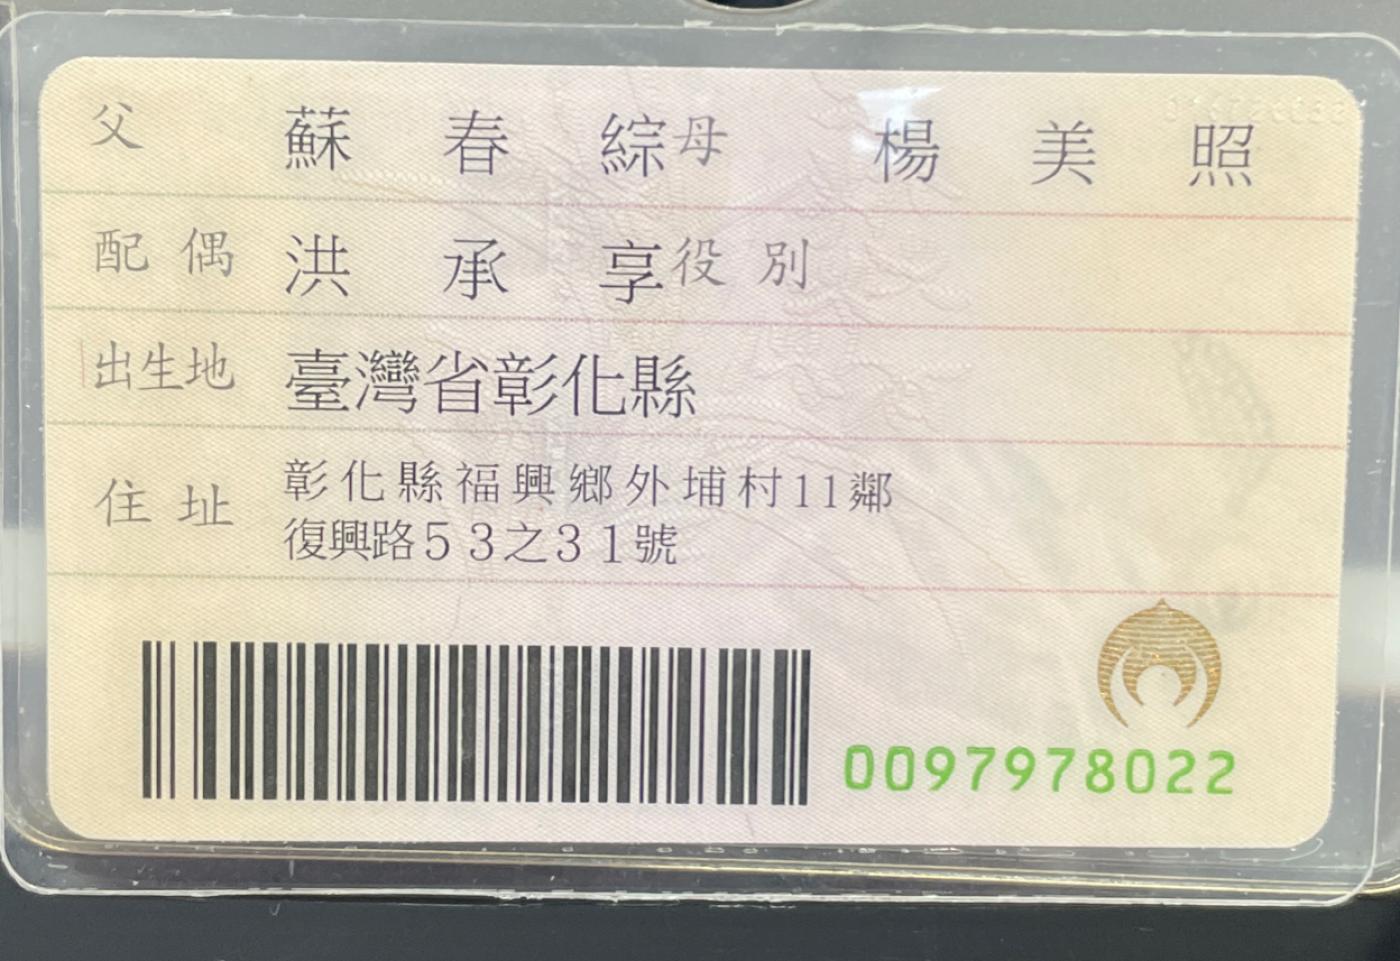 父 蘇春綜 母 楊美照
配偶 洪承享 役別
出生地 臺灣省彰化縣
住址 彰化縣福興鄉外埔村11鄰
復興路53之31號
0097978022